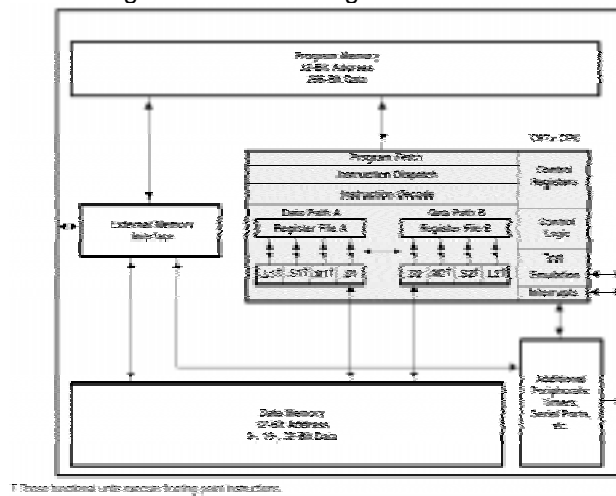 Program Memory
32-Bit Address
256-Bit Data
Program Fetch
Instruction Dispatch
Instruction Decode
Control
Registers
Data Path A
Data Path B
Register File A
Register File B
Control
Logic
Test
Emulation
Interrupts
External Memory
Interface
Data Memory
32-Bit Address
8-, 16-, 32-Bit Data
Additional
Peripherals:
Timers,
Serial Ports,
etc.
† These functional units execute floating point instructions.